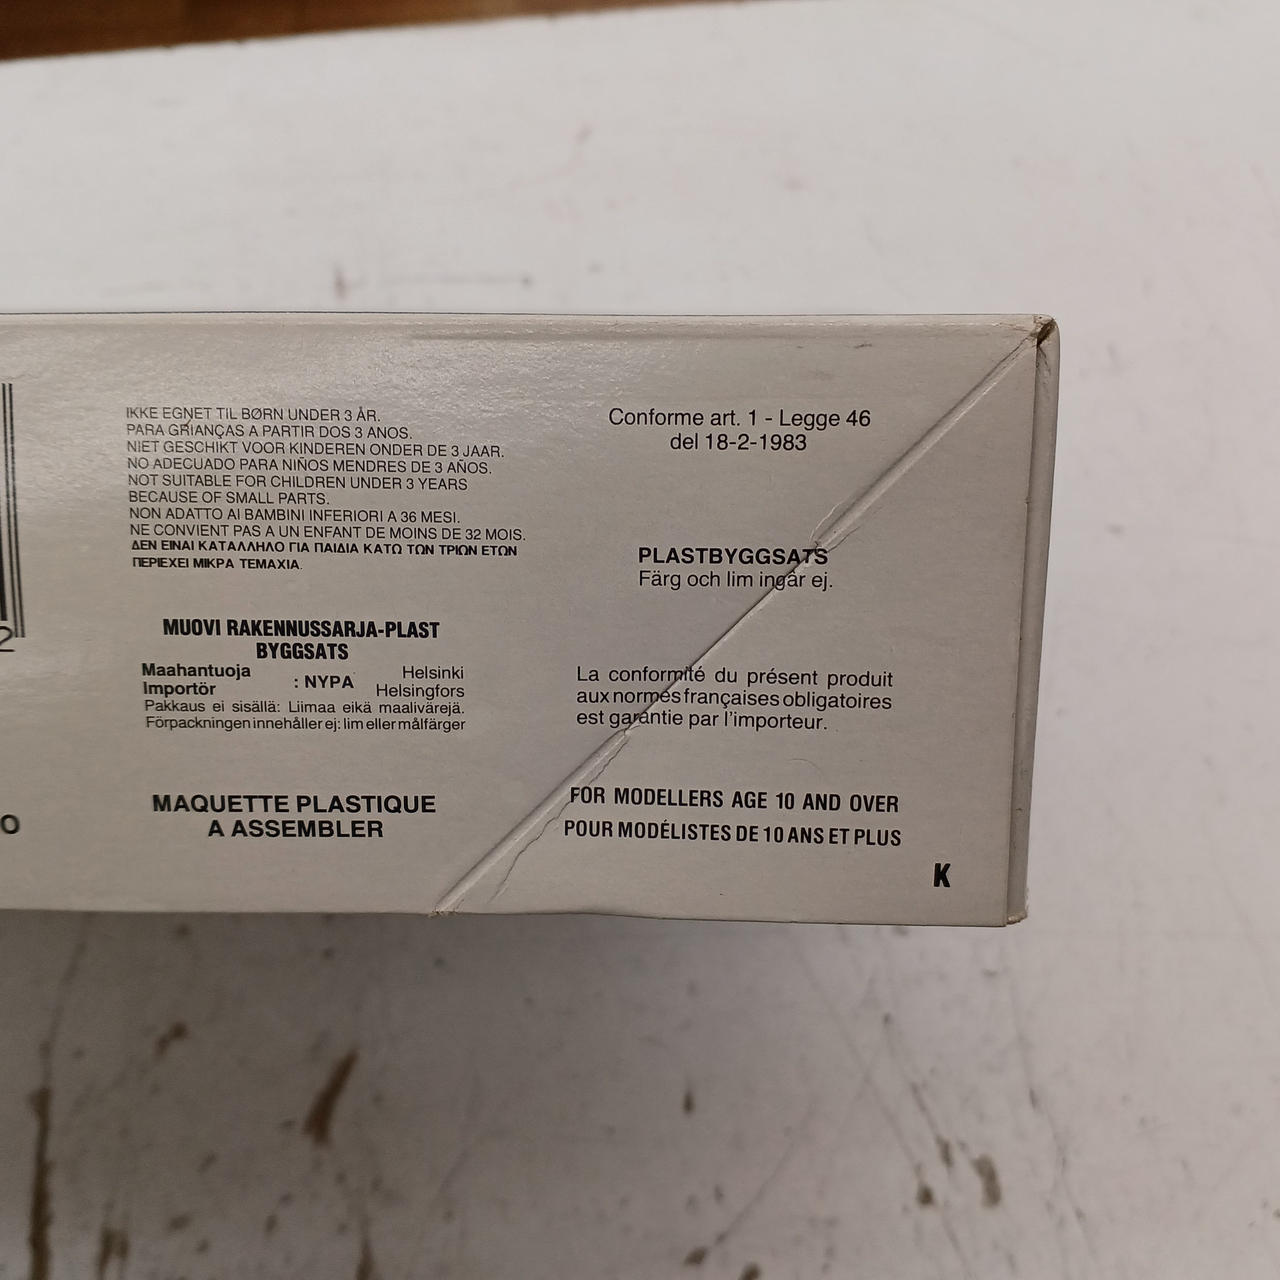 IKKE EGNET TIL BØRN UNDER 3 ÅR.
PARA GRIANÇAS A PARTIR DOS 3 ANOS.
NIET GESCHIKT VOOR KINDEREN ONDER DE 3 JAAR.
NO ADECUADO PARA NIÑOS MENDRES DE 3 AÑOS.
NOT SUITABLE FOR CHILDREN UNDER 3 YEARS
BECAUSE OF SMALL PARTS.
NON ADATTO AI BAMBINI INFERIORI A 36 MESI.
NE CONVIENT PAS A UN ENFANT DE MOINS DE 32 MOIS.
ΔΕΝ ΕΙΝΑΙ ΚΑΤΑΛΛΗΛΟ ΓΙΑ ΠΑΙΔΙΑ ΚΑΤΩ ΤΩΝ ΤΡΙΩΝ ΕΤΩΝ
ΠΕΡΙΕΧΕΙ ΜΙΚΡΑ ΤΕΜΑΧΙΑ.
MUOVI RAKENNUSSARJA-PLAST
BYGGSATS
Maahantuoja Helsinki
: NYPA
Importör Helsingfors
Pakkaus ei sisällä: Liimaa eikä maalivärejä.
Förpackningen innehåller ej: lim eller målfärger
MAQUETTE PLASTIQUE
A ASSEMBLER
Conforme art. 1 - Legge 46
del 18-2-1983
PLASTBYGGSATS
Färg och lim ingår ej.
La conformité du présent produit
aux normes françaises obligatoires
est garantie par l'importeur.
FOR MODELLERS AGE 10 AND OVER
POUR MODÉLISTES DE 10 ANS ET PLUS
K
2
O